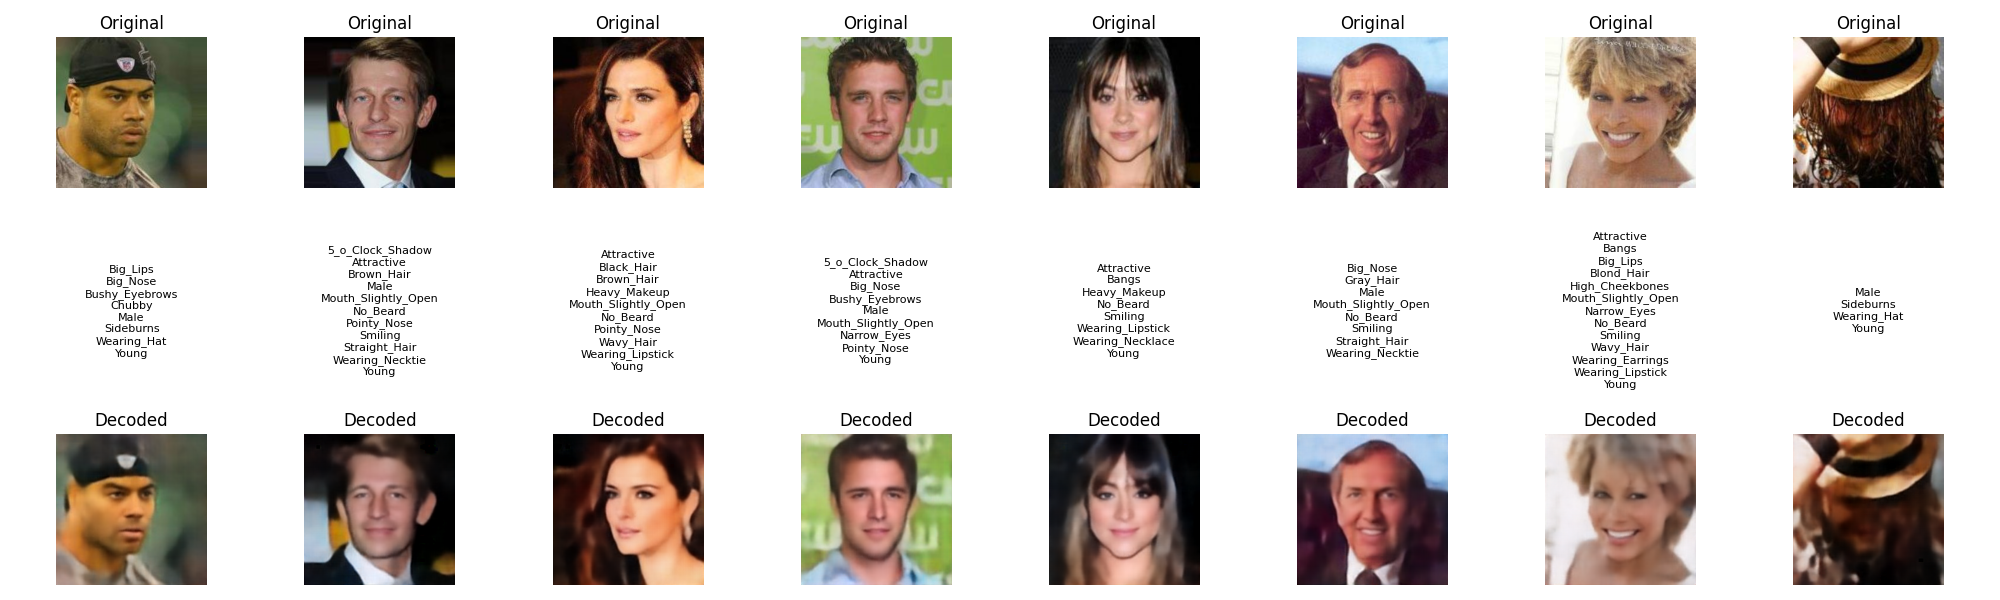 Original
Original
Original
Original
Original
Original
Original
Original
CW
Big_Lips
Big_Nose
Bushy_Eyebrows
Chubby
Male
Sideburns
Wearing_Hat
Young
5_o_Clock_Shadow
Attractive
Brown_Hair
Male
Mouth_Slightly_Open
No_Beard
Pointy_Nose
Smiling
Straight_Hair
Wearing_Necktie
Young
Attractive
Black_Hair
Brown_Hair
Heavy_Makeup
Mouth_Slightly_Open
No_Beard
Pointy_Nose
Wavy_Hair
Wearing_Lipstick
Young
5_o_Clock_Shadow
Attractive
Big_Nose
Bushy_Eyebrows
Male
Mouth_Slightly_Open
Narrow_Eyes
Pointy_Nose
Young
Attractive
Bangs
Heavy_Makeup
No_Beard
Smiling
Wearing_Lipstick
Wearing_Necklace
Young
Big_Nose
Gray_Hair
Male
Mouth_Slightly_Open
No_Beard
Smiling
Straight_Hair
Wearing_Necktie
Attractive
Bangs
Big_Lips
Blond_Hair
High_Cheekbones
Mouth_Slightly_Open
Narrow_Eyes
No_Beard
Smiling
Wavy_Hair
Wearing_Earrings
Wearing_Lipstick
Young
Male
Sideburns
Wearing_Hat
Young
Decoded
Decoded
Decoded
Decoded
Decoded
Decoded
Decoded
Decoded